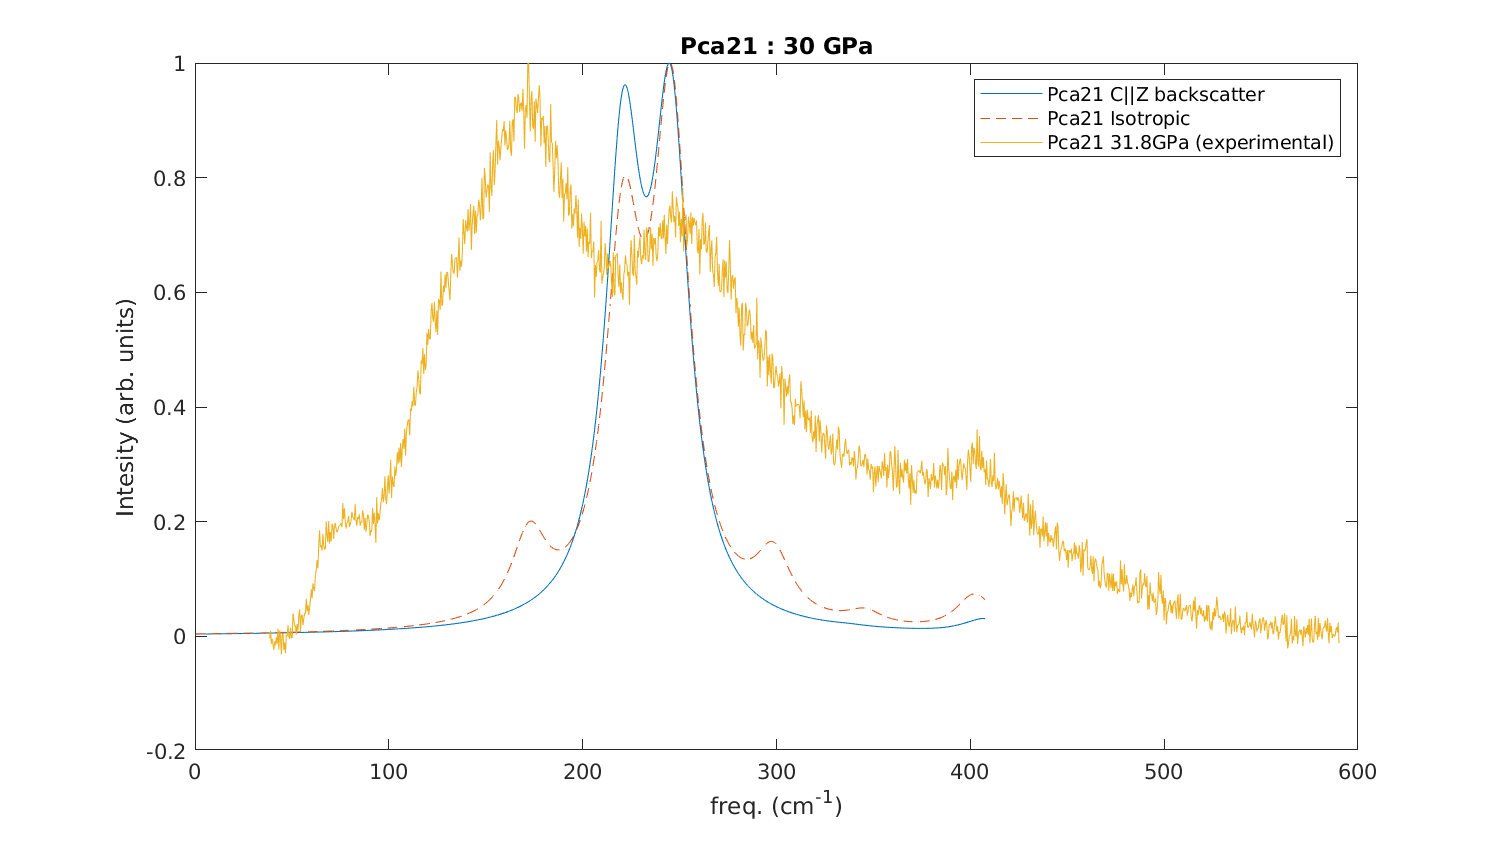 Pca21 : 30 GPa
Pca21 C||Z backscatter
Pca21 Isotropic
Pca21 31.8GPa (experimental)
1
0.8
0.6
0.4
0.2
0
-0.2
Intesity (arb. units)
0 100 200 300 400 500 600
freq. (cm-1)